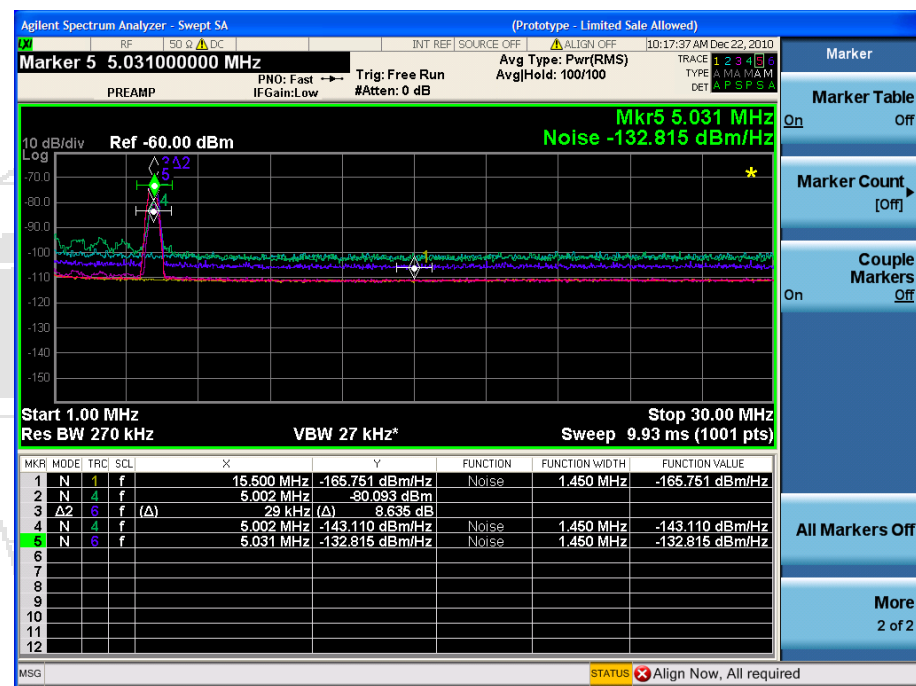 Agilent Spectrum Analyzer - Swept SA (Prototype - Limited Sale Allowed)
LXI RF 50 Ω DC INT REF SOURCE OFF ALIGN OFF 10:17:37 AM Dec 22, 2010
Marker 5 5.031000000 MHz
PREAMP
PNO: Fast
IFGain:Low
Trig: Free Run
#Atten: 0 dB
Avg Type: Pwr(RMS)
Avg|Hold: 100/100
TRACE 1 2 3 4 5 6
TYPE A MA MA M
DET A P S P S A
Mkr5 5.031 MHz
Noise -132.815 dBm/Hz
10 dB/div Ref -60.00 dBm
Log
-70.0
-80.0
-90.0
-100
-110
-120
-130
-140
-150
3Δ2
5
4
1
*
Start 1.00 MHz Stop 30.00 MHz
Res BW 270 kHz VBW 27 kHz* Sweep 9.93 ms (1001 pts)
MKR MODE TRC SCL X Y FUNCTION FUNCTION WIDTH FUNCTION VALUE
1 N 1 f 15.500 MHz -165.751 dBm/Hz Noise 1.450 MHz -165.751 dBm/Hz
2 N 4 f 5.002 MHz -80.093 dBm
3 Δ2 6 f (Δ) 29 kHz (Δ) 8.635 dB
4 N 4 f 5.002 MHz -143.110 dBm/Hz Noise 1.450 MHz -143.110 dBm/Hz
5 N 6 f 5.031 MHz -132.815 dBm/Hz Noise 1.450 MHz -132.815 dBm/Hz
6
7
8
9
10
11
12
MSG STATUS Align Now, All required
Marker
Marker Table
On Off
Marker Count
[Off]
Couple
Markers
On Off
All Markers Off
More
2 of 2